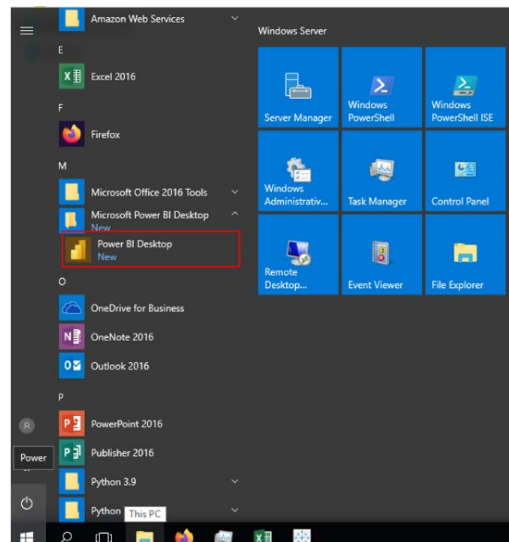 Amazon Web Services
Windows Server
E
Excel 2016
F
Firefox
M
Microsoft Office 2016 Tools
Microsoft Power BI Desktop
New
Power BI Desktop
New
O
OneDrive for Business
OneNote 2016
Outlook 2016
P
PowerPoint 2016
Publisher 2016
Python 3.9
Python
Power
This PC
Server Manager
Windows
PowerShell
Windows
PowerShell ISE
Windows
Administrativ...
Task Manager
Control Panel
Remote
Desktop...
Event Viewer
File Explorer